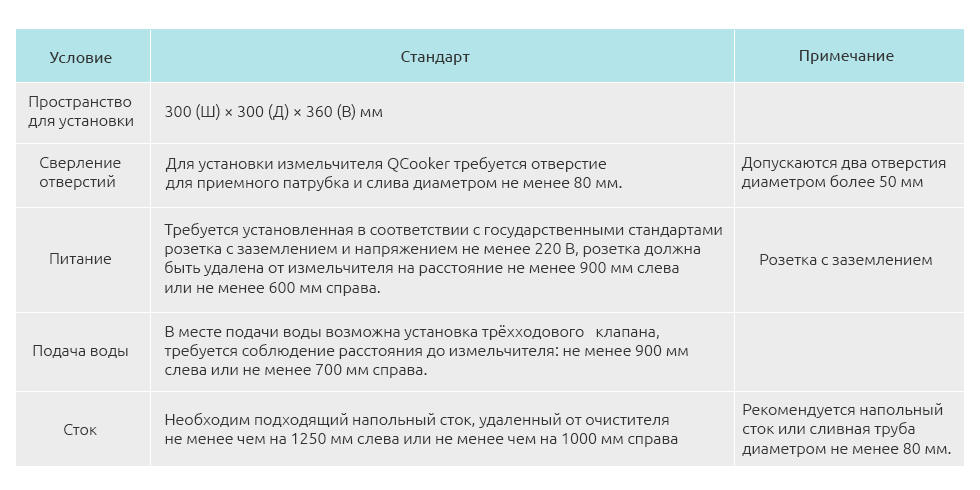 Условие
Стандарт
Примечание
Пространство
для установки
300 (Ш) × 300 (Д) × 360 (В) мм
Сверление
отверстий
Для установки измельчителя QCooker требуется отверстие
для приемного патрубка и слива диаметром не менее 80 мм.
Допускаются два отверстия
диаметром более 50 мм
Питание
Требуется установленная в соответствии с государственными стандартами
розетка с заземлением и напряжением не менее 220 В, розетка должна
быть удалена от измельчителя на расстояние не менее 900 мм слева
или не менее 600 мм справа.
Розетка с заземлением
Подача воды
В месте подачи воды возможна установка трёхходового клапана,
требуется соблюдение расстояния до измельчителя: не менее 900 мм
слева или не менее 700 мм справа.
Сток
Необходим подходящий напольный сток, удаленный от очистителя
не менее чем на 1250 мм слева или не менее чем на 1000 мм справа
Рекомендуется напольный
сток или сливная труба
диаметром не менее 80 мм.